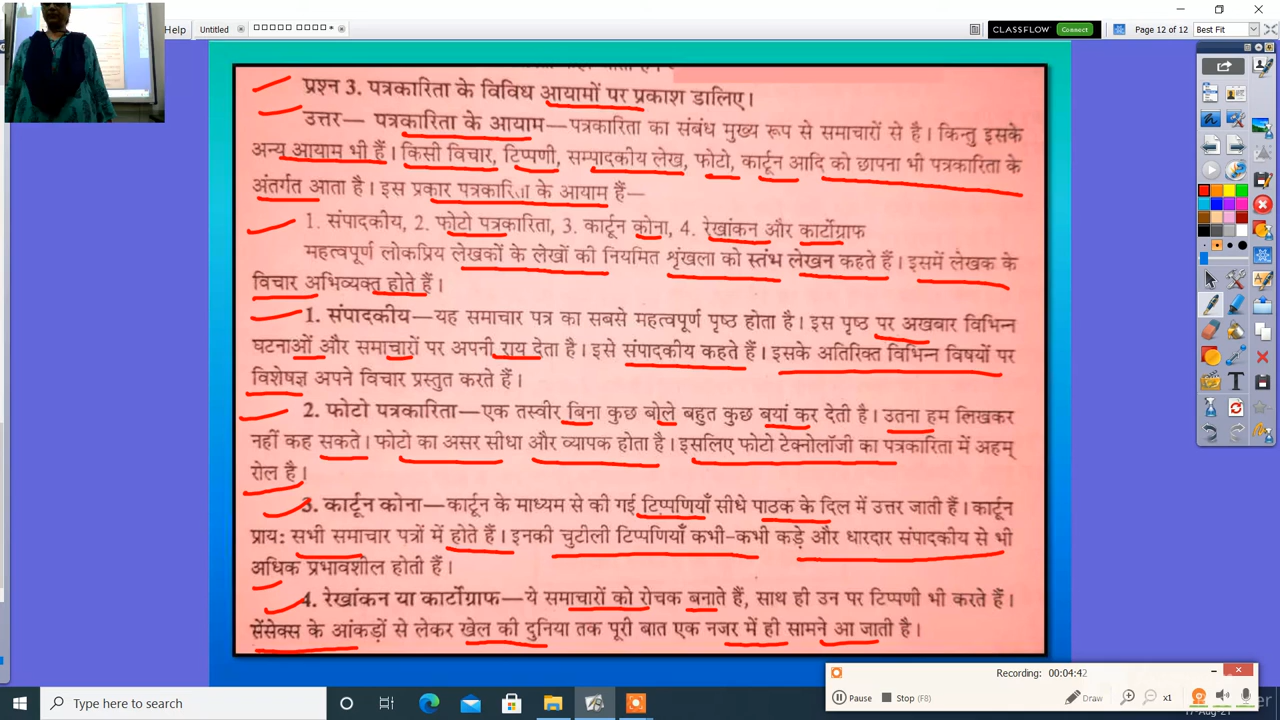 Help
Untitled
CLASSFLOW Connect
Page 12 of 12
Best Fit
प्रश्न 3. पत्रकारिता के विविध आयामों पर प्रकाश डालिए।
उत्तर— पत्रकारिता के आयाम—पत्रकारिता का संबंध मुख्य रूप से समाचारों से है। किन्तु इसके
अन्य आयाम भी हैं। किसी विचार, टिप्पणी, सम्पादकीय लेख, फोटो, कार्टून आदि को छापना भी पत्रकारिता के
अंतर्गत आता है। इस प्रकार पत्रकारिता के आयाम हैं—
1. संपादकीय, 2. फोटो पत्रकारिता, 3. कार्टून कोना, 4. रेखांकन और कार्टोग्राफ
महत्वपूर्ण लोकप्रिय लेखकों के लेखों की नियमित शृंखला को स्तंभ लेखन कहते हैं। इसमें लेखक के
विचार अभिव्यक्त होते हैं।
1. संपादकीय—यह समाचार पत्र का सबसे महत्वपूर्ण पृष्ठ होता है। इस पृष्ठ पर अखबार विभिन्न
घटनाओं और समाचारों पर अपनी राय देता है। इसे संपादकीय कहते हैं। इसके अतिरिक्त विभिन्न विषयों पर
विशेषज्ञ अपने विचार प्रस्तुत करते हैं।
2. फोटो पत्रकारिता—एक तस्वीर बिना कुछ बोले बहुत कुछ बयां कर देती है। उतना हम लिखकर
नहीं कह सकते। फोटो का असर सीधा और व्यापक होता है। इसलिए फोटो टेक्नोलॉजी का पत्रकारिता में अहम्
रोल है।
3. कार्टून कोना—कार्टून के माध्यम से की गई टिप्पणियाँ सीधे पाठक के दिल में उत्तर जाती हैं। कार्टून
प्राय: सभी समाचार पत्रों में होते हैं। इनकी चुटीली टिप्पणियाँ कभी-कभी कड़े और धारदार संपादकीय से भी
अधिक प्रभावशील होती हैं।
4. रेखांकन या कार्टोग्राफ—ये समाचारों को रोचक बनाते हैं, साथ ही उन पर टिप्पणी भी करते हैं।
सेंसेक्स के आंकड़ों से लेकर खेल की दुनिया तक पूरी बात एक नजर में ही सामने आ जाती है।
Recording: 00:04:42
Pause
Stop (F8)
Draw
x1
Type here to search